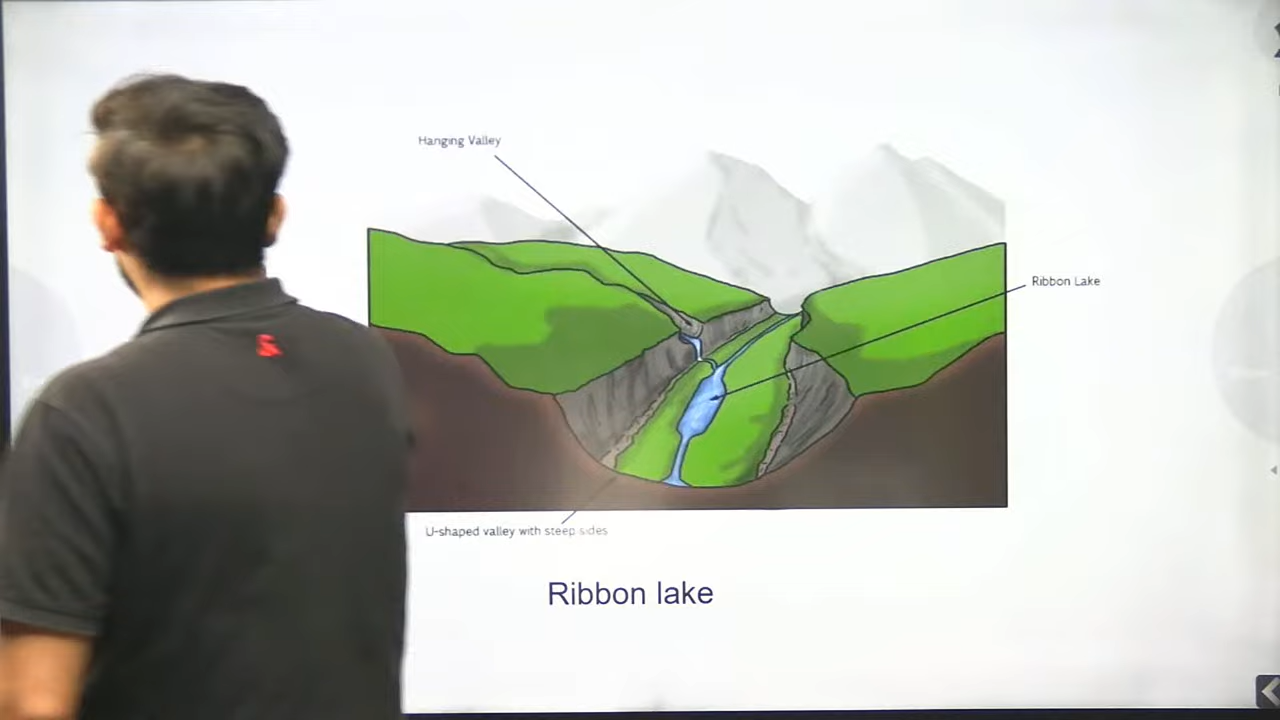 Hanging Valley
Ribbon Lake
U-shaped valley with steep sides
Ribbon lake